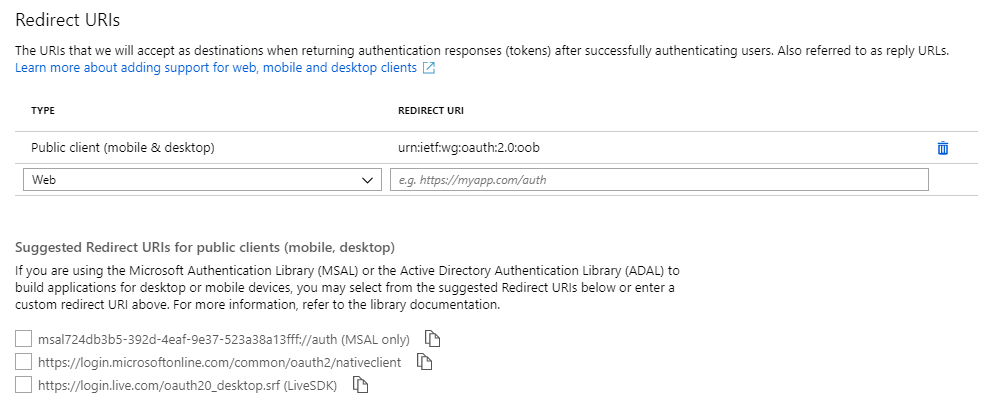 Redirect URIs
The URIs that we will accept as destinations when returning authentication responses (tokens) after successfully authenticating users. Also referred to as reply URLs.
Learn more about adding support for web, mobile and desktop clients
TYPE REDIRECT URI
Public client (mobile & desktop) urn:ietf:wg:oauth:2.0:oob
Web e.g. https://myapp.com/auth
Suggested Redirect URIs for public clients (mobile, desktop)
If you are using the Microsoft Authentication Library (MSAL) or the Active Directory Authentication Library (ADAL) to
build applications for desktop or mobile devices, you may select from the suggested Redirect URIs below or enter a
custom redirect URI above. For more information, refer to the library documentation.
msal724db3b5-392d-4eaf-9e37-523a38a13fff://auth (MSAL only)
https://login.microsoftonline.com/common/oauth2/nativeclient
https://login.live.com/oauth20_desktop.srf (LiveSDK)